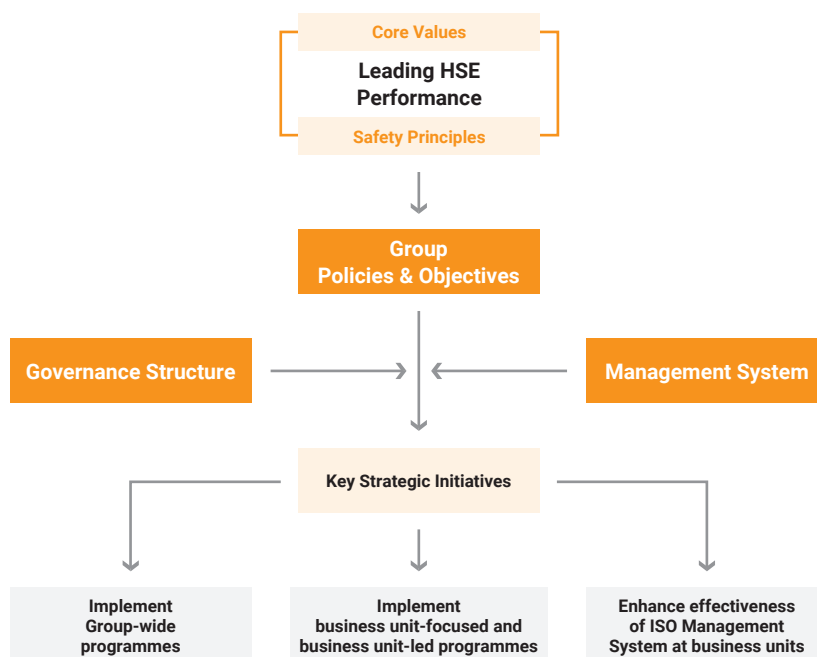 Core Values
Leading HSE
Performance
Safety Principles
Group
Policies & Objectives
Governance Structure
Management System
Key Strategic Initiatives
Implement
Group-wide
programmes
Implement
business unit-focused and
business unit-led programmes
Enhance effectiveness
of ISO Management
System at business units